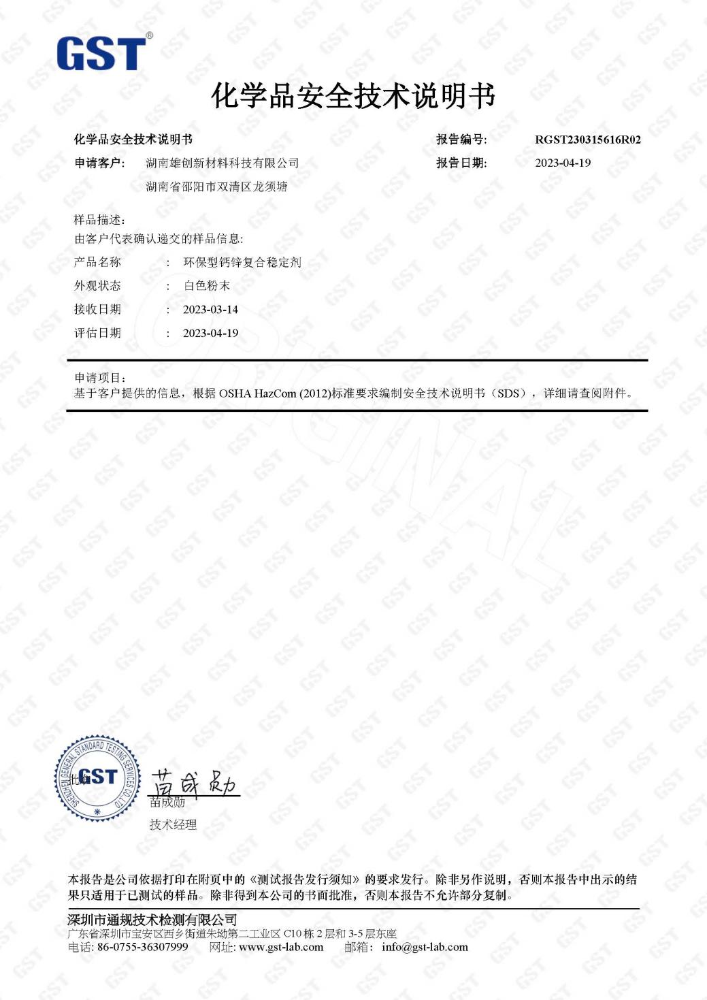 GST®
化学品安全技术说明书
化学品安全技术说明书 报告编号: RGST230315616R02
申请客户: 湖南雄创新材料科技有限公司 报告日期: 2023-04-19
湖南省邵阳市双清区龙须塘
样品描述:
由客户代表确认递交的样品信息:
产品名称 : 环保型钙锌复合稳定剂
外观状态 : 白色粉末
接收日期 : 2023-03-14
评估日期 : 2023-04-19
申请项目:
基于客户提供的信息，根据 OSHA HazCom (2012)标准要求编制安全技术说明书（SDS），详细请查阅附件。
ORIGINAL
SHENZHEN GENERAL STANDARD TESTING SERVICES CO.,LTD
GST
批准:
苗成勋
苗成勋
技术经理
本报告是公司依据打印在附页中的《测试报告发行须知》的要求发行。除非另作说明，否则本报告中出示的结
果只适用于已测试的样品。除非得到本公司的书面批准，否则本报告不允许部分复制。
深圳市通规技术检测有限公司
广东省深圳市宝安区西乡街道朱坳第二工业区 C10 栋 2 层和 3-5 层东座
电话: 86-0755-36307999 网址: www.gst-lab.com 邮箱: info@gst-lab.com